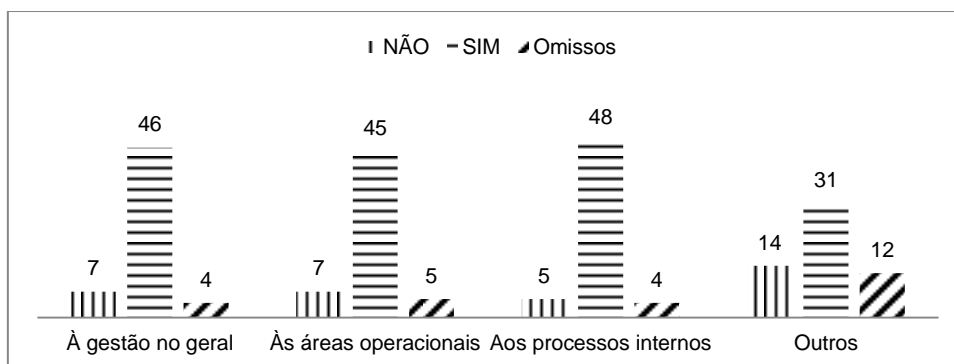 NÃO SIM Omissos
46 45 48 31
7 4 7 5 5 4 14 12
À gestão no geral Às áreas operacionais Aos processos internos Outros